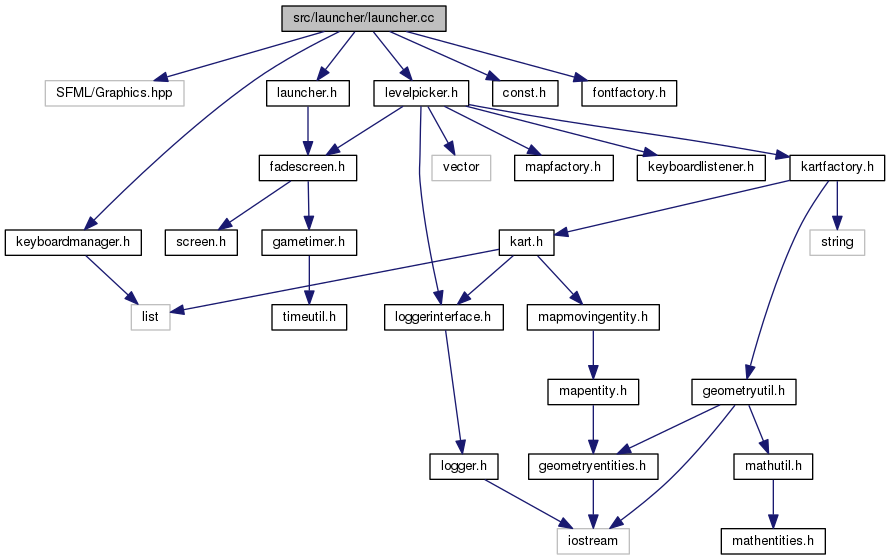 src/launcher/launcher.cc
SFML/Graphics.hpp
launcher.h
levelpicker.h
const.h
fontfactory.h
fadescreen.h
vector
mapfactory.h
keyboardlistener.h
kartfactory.h
keyboardmanager.h
screen.h
gametimer.h
kart.h
string
list
timeutil.h
loggerinterface.h
mapmovingentity.h
mapentity.h
geometryutil.h
logger.h
geometryentities.h
mathutil.h
iostream
mathentities.h